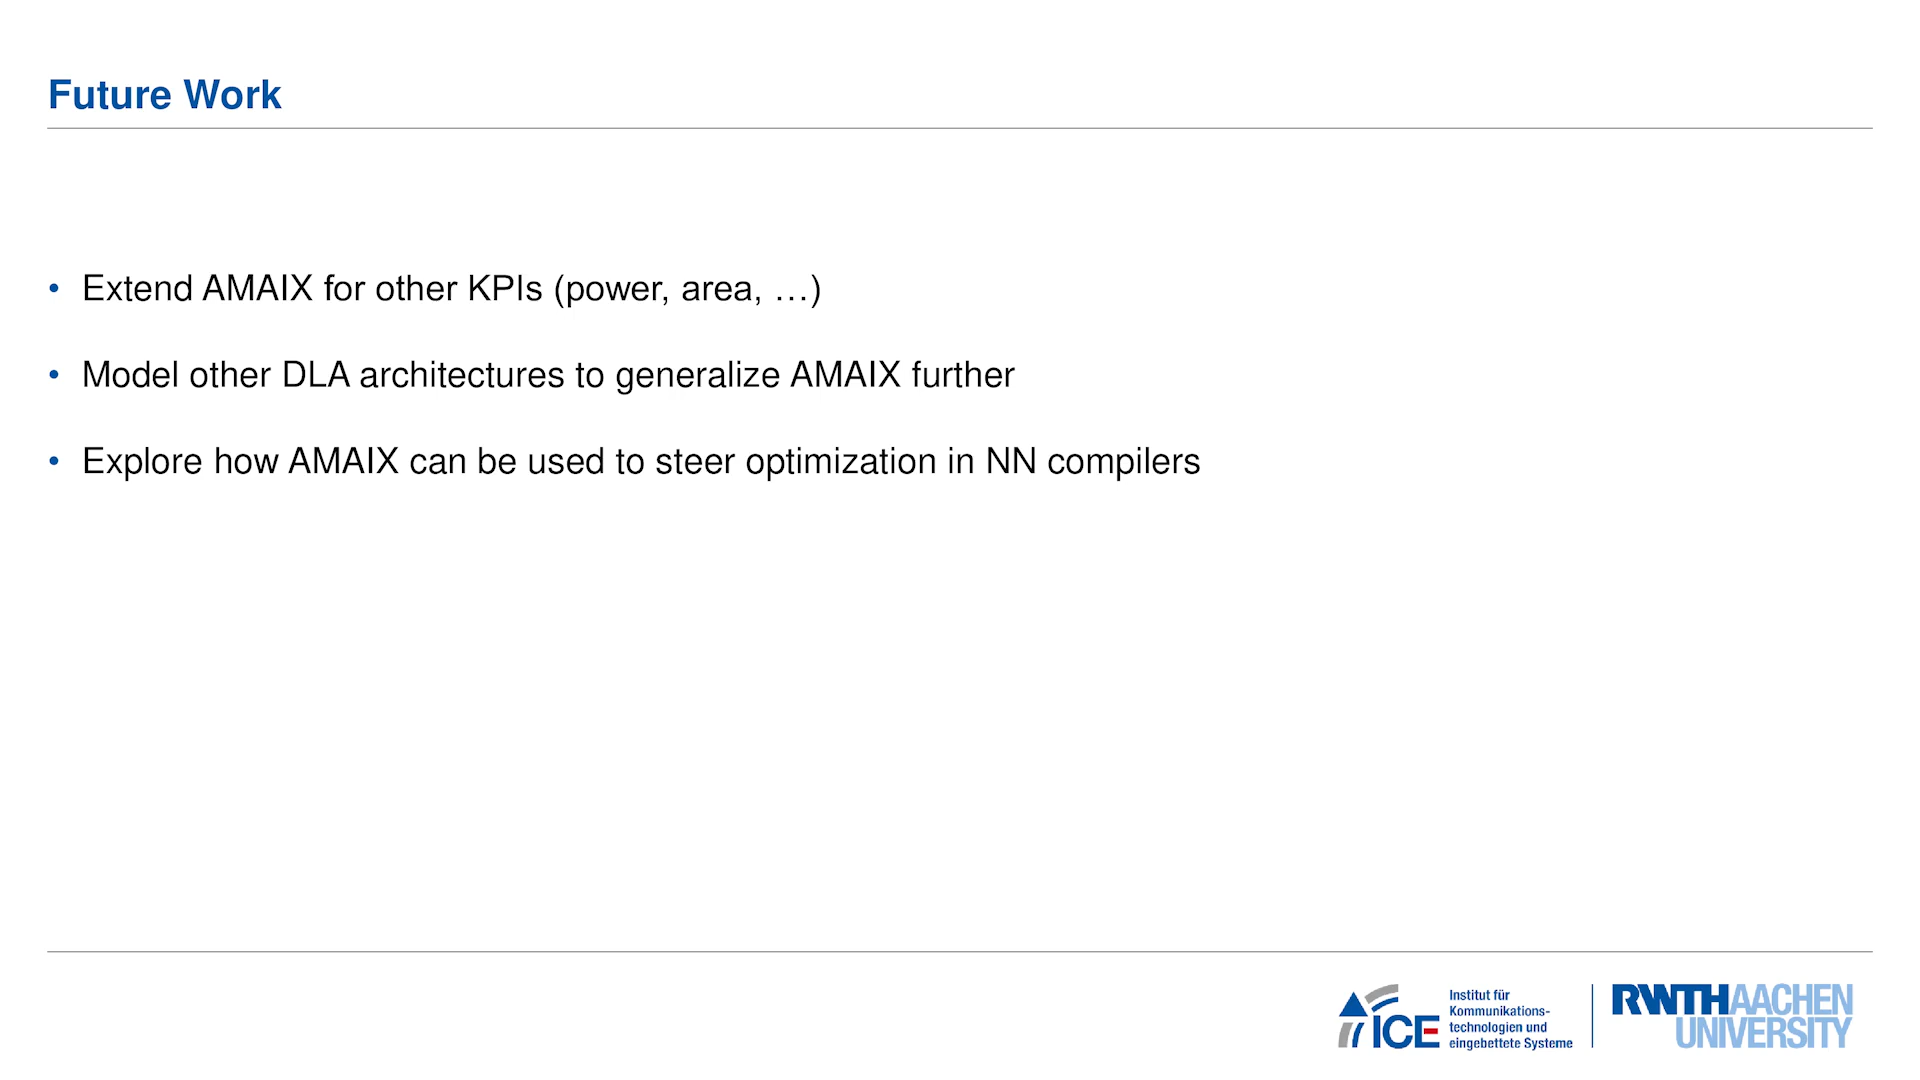 Future Work
• Extend AMAIX for other KPIs (power, area, …)
• Model other DLA architectures to generalize AMAIX further
• Explore how AMAIX can be used to steer optimization in NN compilers
ICE
Institut für
Kommunikations-
technologien und
eingebettete Systeme
RWTHAACHEN
UNIVERSITY